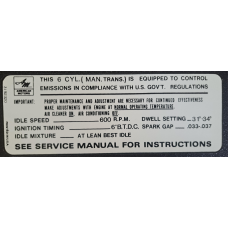 THIS 6 CYL.( MAN. TRANS.) IS EQUIPPED TO CONTROL
EMISSIONS IN COMPLIANCE WITH U.S. GOV'T. REGULATIONS
IMPORTANT: PROPER MAINTENANCE AND ADJUSTMENT ARE NECESSARY FOR CONTINUED EFFECTIVENESS
MAKE ADJUSTMENTS WITH ENGINE AT NORMAL OPERATING TEMPERATURE.
AIR CLEANER ON. AIR CONDITIONING OFF.
IDLE SPEED 600 R.P.M. DWELL SETTING 31°34°
IGNITION TIMING 6°B.T.D.C. SPARK GAP .033-.037
IDLE MIXTURE AT LEAN BEST IDLE
SEE SERVICE MANUAL FOR INSTRUCTIONS
AMERICAN
MOTORS